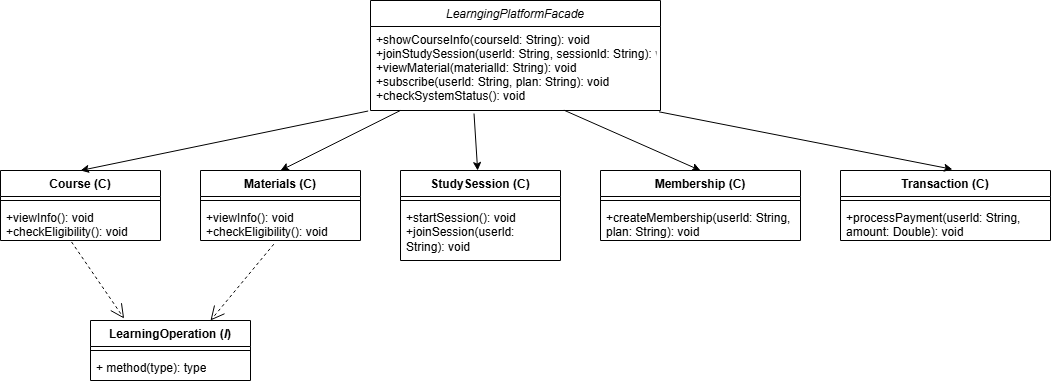 LearngingPlatformFacade
+showCourseInfo(courseId: String): void
+joinStudySession(userId: String, sessionId: String):
+viewMaterial(materialId: String): void
+subscribe(userId: String, plan: String): void
+checkSystemStatus(): void
Course (C)
+viewInfo(): void
+checkEligibility(): void
Materials (C)
+viewInfo(): void
+checkEligibility(): void
StudySession (C)
+startSession(): void
+joinSession(userId:
String): void
Membership (C)
+createMembership(userId: String,
plan: String): void
Transaction (C)
+processPayment(userId: String,
amount: Double): void
LearningOperation (I)
+ method(type): type